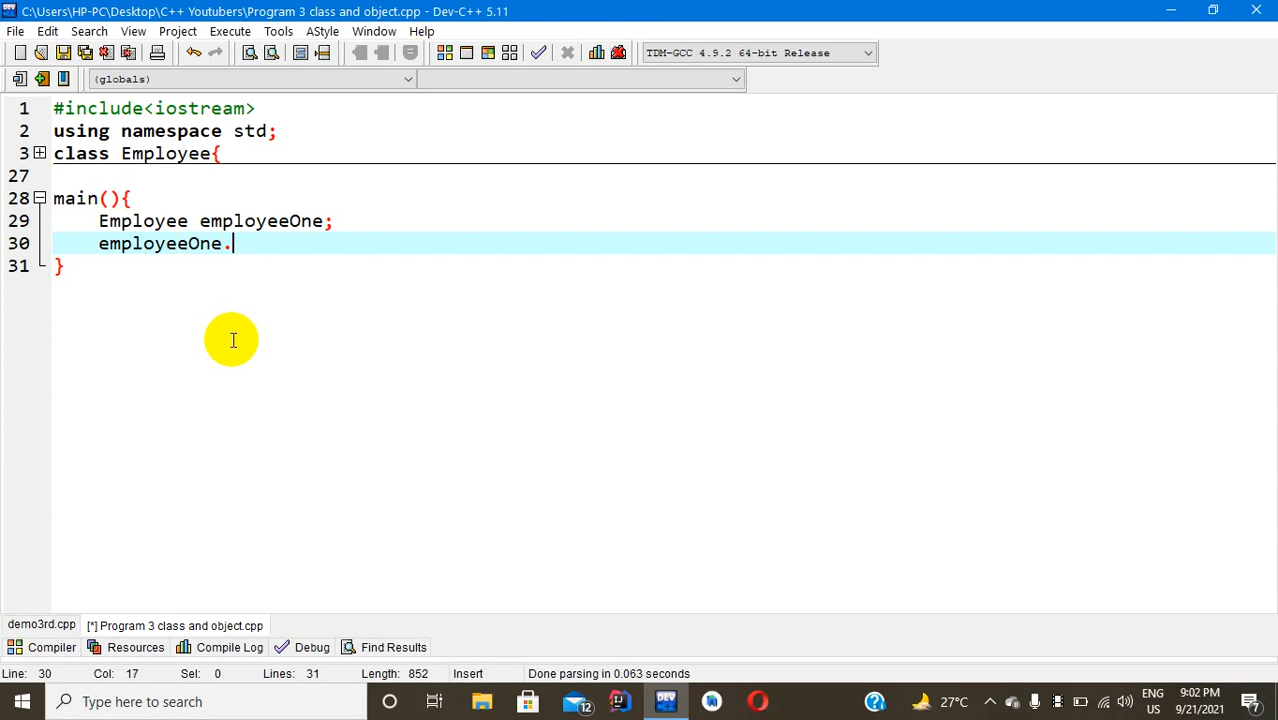 C:\Users\HP-PC\Desktop\C++ Youtubers\Program 3 class and object.cpp - Dev-C++ 5.11
File Edit Search View Project Execute Tools AStyle Window Help
TDM-GCC 4.9.2 64-bit Release
(globals)
1 #include<iostream>
2 using namespace std;
3 class Employee{
27
28 main(){
29 Employee employeeOne;
30 employeeOne.
31 }
demo3rd.cpp [*] Program 3 class and object.cpp
Compiler Resources Compile Log Debug Find Results
Line: 30 Col: 17 Sel: 0 Lines: 31 Length: 852 Insert Done parsing in 0.063 seconds
Type here to search DEV 12 27°C ENG US 9:02 PM 9/21/2021 7